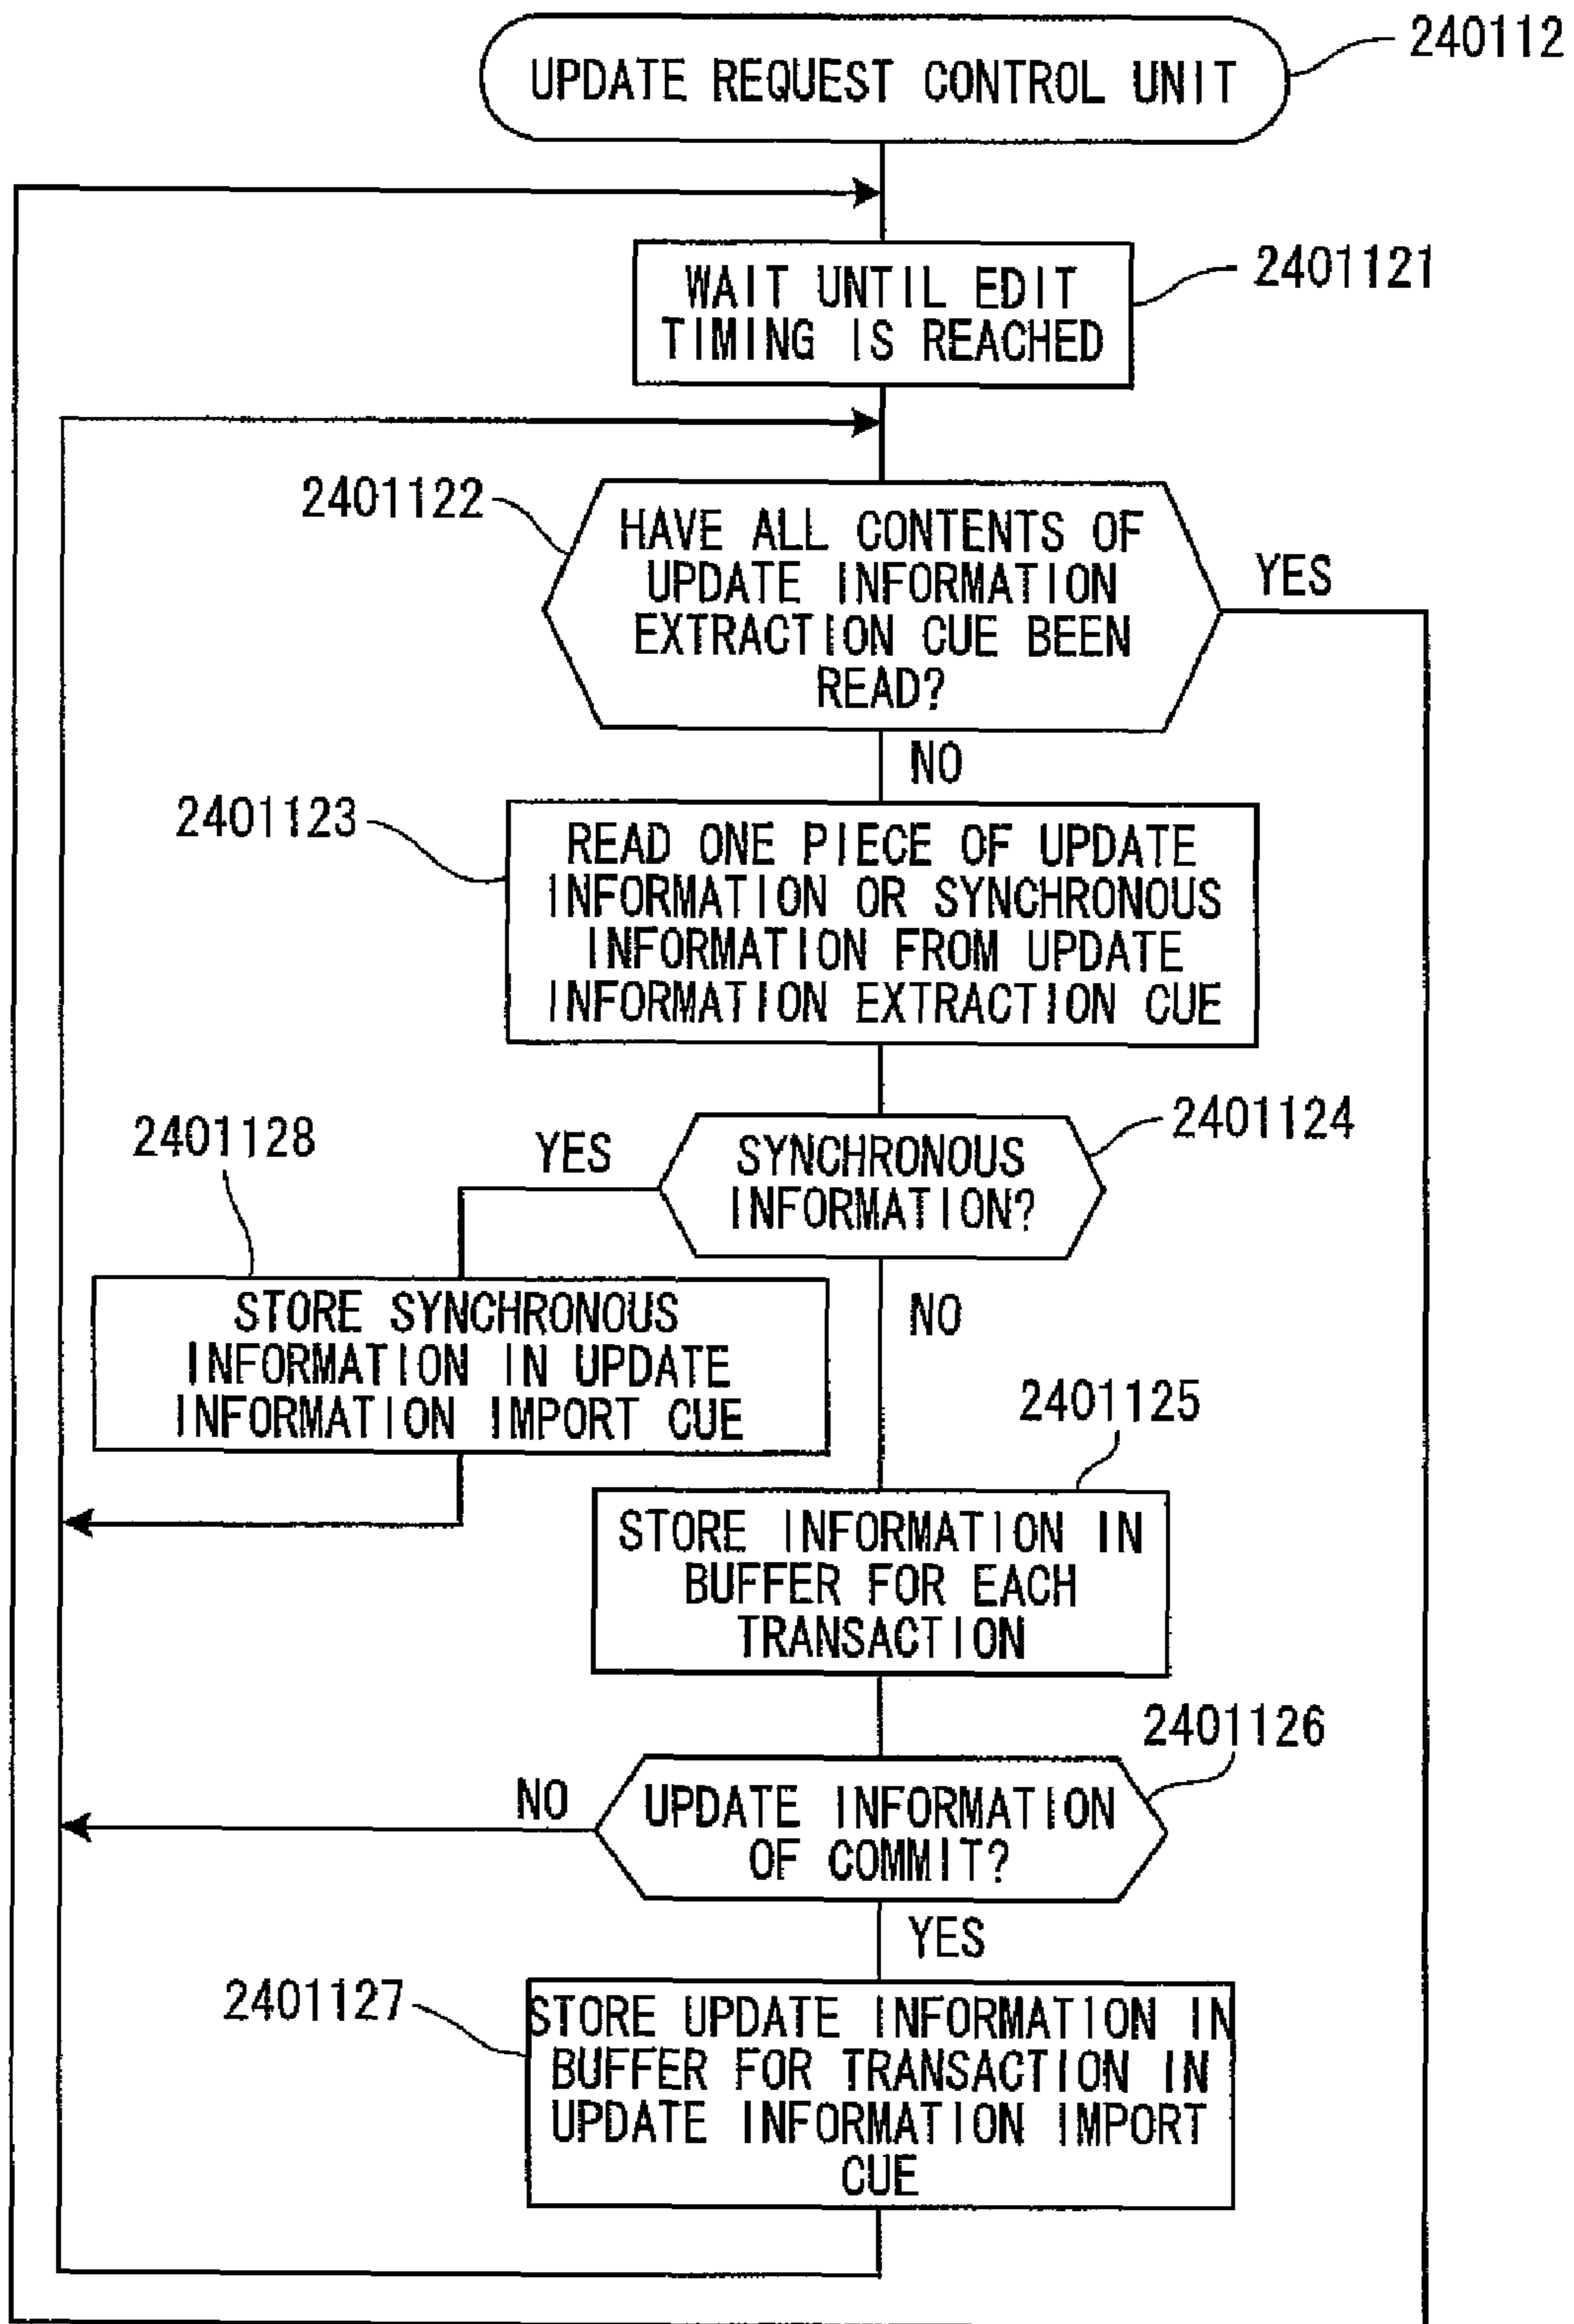 UPDATE REQUEST CONTROL UNIT
240112
WAIT UNTIL EDIT
TIMING IS REACHED
2401121
2401122
HAVE ALL CONTENTS OF
UPDATE INFORMATION
EXTRACTION CUE BEEN
READ?
YES
NO
2401123
READ ONE PIECE OF UPDATE
INFORMATION OR SYNCHRONOUS
INFORMATION FROM UPDATE
INFORMATION EXTRACTION CUE
2401124
SYNCHRONOUS
INFORMATION?
YES
2401128
NO
STORE SYNCHRONOUS
INFORMATION IN UPDATE
INFORMATION IMPORT CUE
2401125
STORE INFORMATION IN
BUFFER FOR EACH
TRANSACTION
2401126
NO
UPDATE INFORMATION
OF COMMIT?
YES
2401127
STORE UPDATE INFORMATION IN
BUFFER FOR TRANSACTION IN
UPDATE INFORMATION IMPORT
CUE